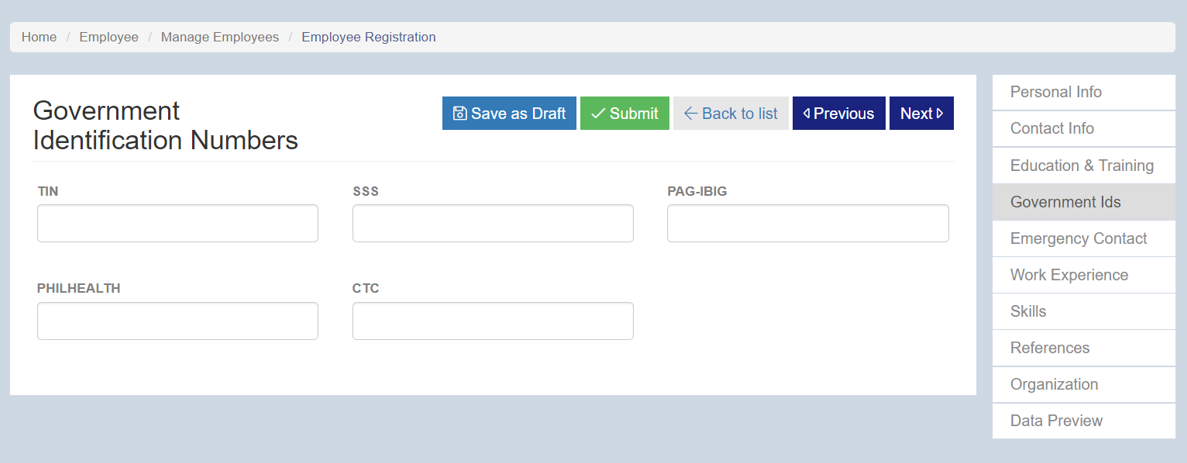 Home / Employee / Manage Employees / Employee Registration
Government
Identification Numbers
Save as Draft
Submit
Back to list
Previous
Next
TIN
SSS
PAG-IBIG
PHILHEALTH
CTC
Personal Info
Contact Info
Education & Training
Government Ids
Emergency Contact
Work Experience
Skills
References
Organization
Data Preview